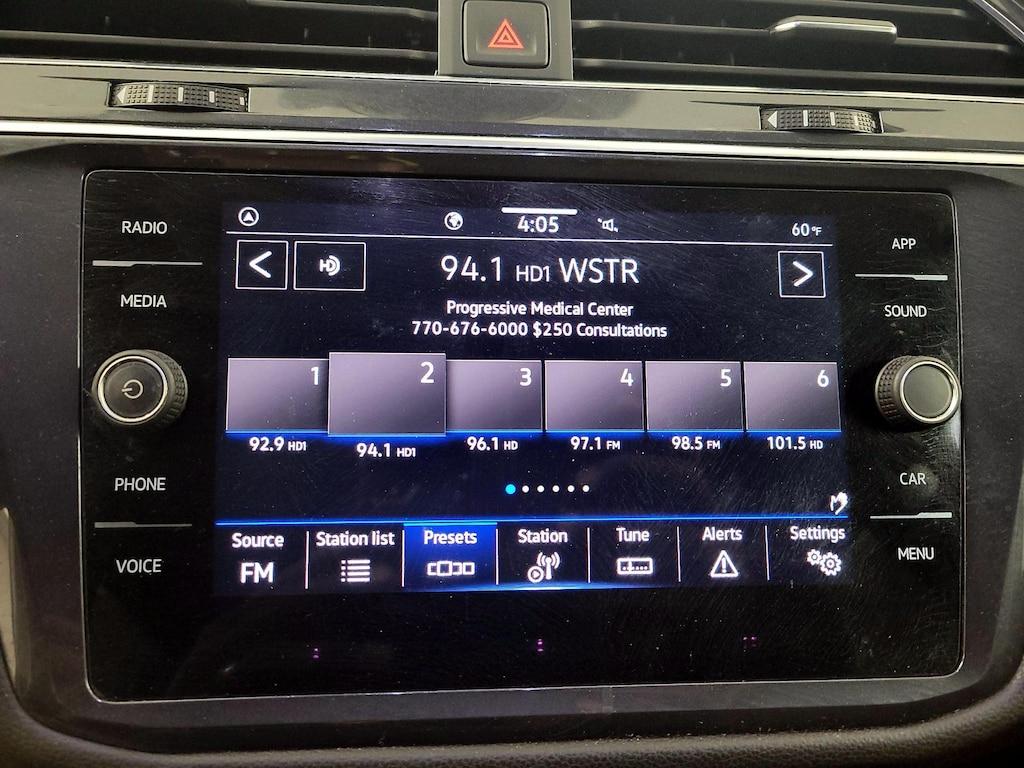 RADIO
MEDIA
PHONE
VOICE
4:05
60°F
94.1 HD1 WSTR
Progressive Medical Center
770-676-6000 $250 Consultations
1 2 3 4 5 6
92.9 HD1 94.1 HD1 96.1 HD 97.1 FM 98.5 FM 101.5 HD
Source Station list Presets Station Tune Alerts Settings
FM
APP
SOUND
CAR
MENU